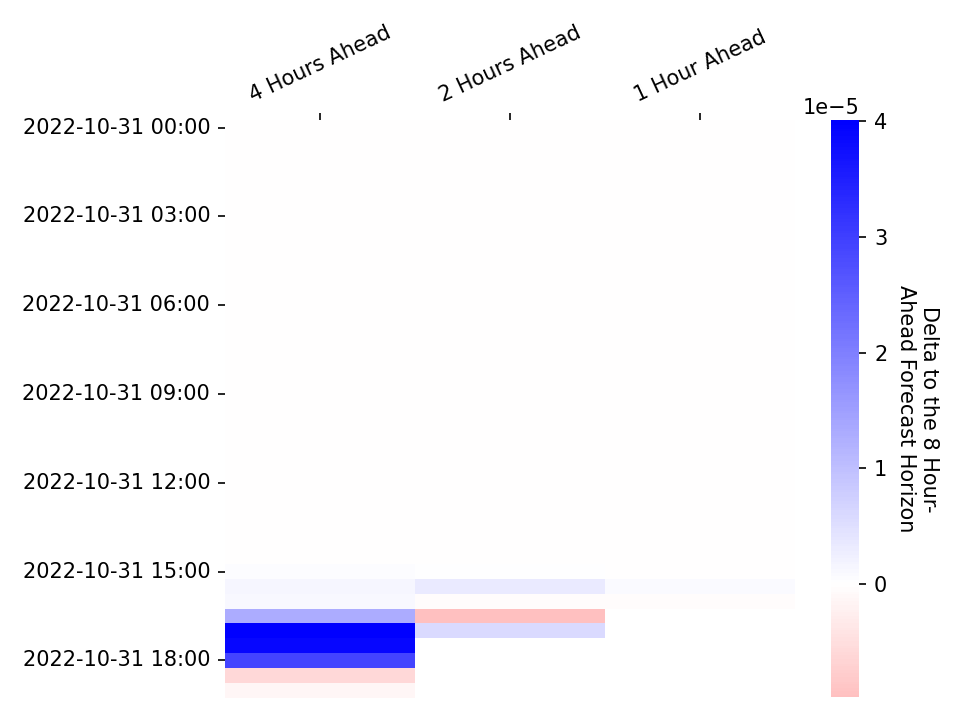 4 Hours Ahead
2 Hours Ahead
1 Hour Ahead
2022-10-31 00:00
2022-10-31 03:00
2022-10-31 06:00
2022-10-31 09:00
2022-10-31 12:00
2022-10-31 15:00
2022-10-31 18:00
1e−5
4
3
2
1
0
Delta to the 8 Hour-
Ahead Forecast Horizon